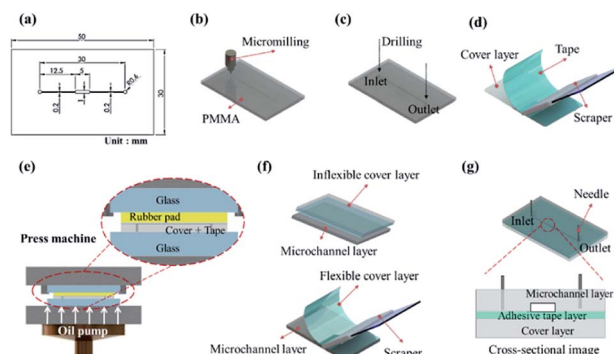 (a)
50
30
12.5
5
R0.6
0.2
1
0.2
30
Unit : mm
(b)
Micromilling
PMMA
(c)
Drilling
Inlet
Outlet
(d)
Cover layer
Tape
Scraper
(e)
Glass
Rubber pad
Cover + Tape
Glass
Press machine
Oil pump
(f)
Inflexible cover layer
Microchannel layer
Flexible cover layer
Microchannel layer
Scraper
(g)
Needle
Inlet
Outlet
Microchannel layer
Adhesive tape layer
Cover layer
Cross-sectional image